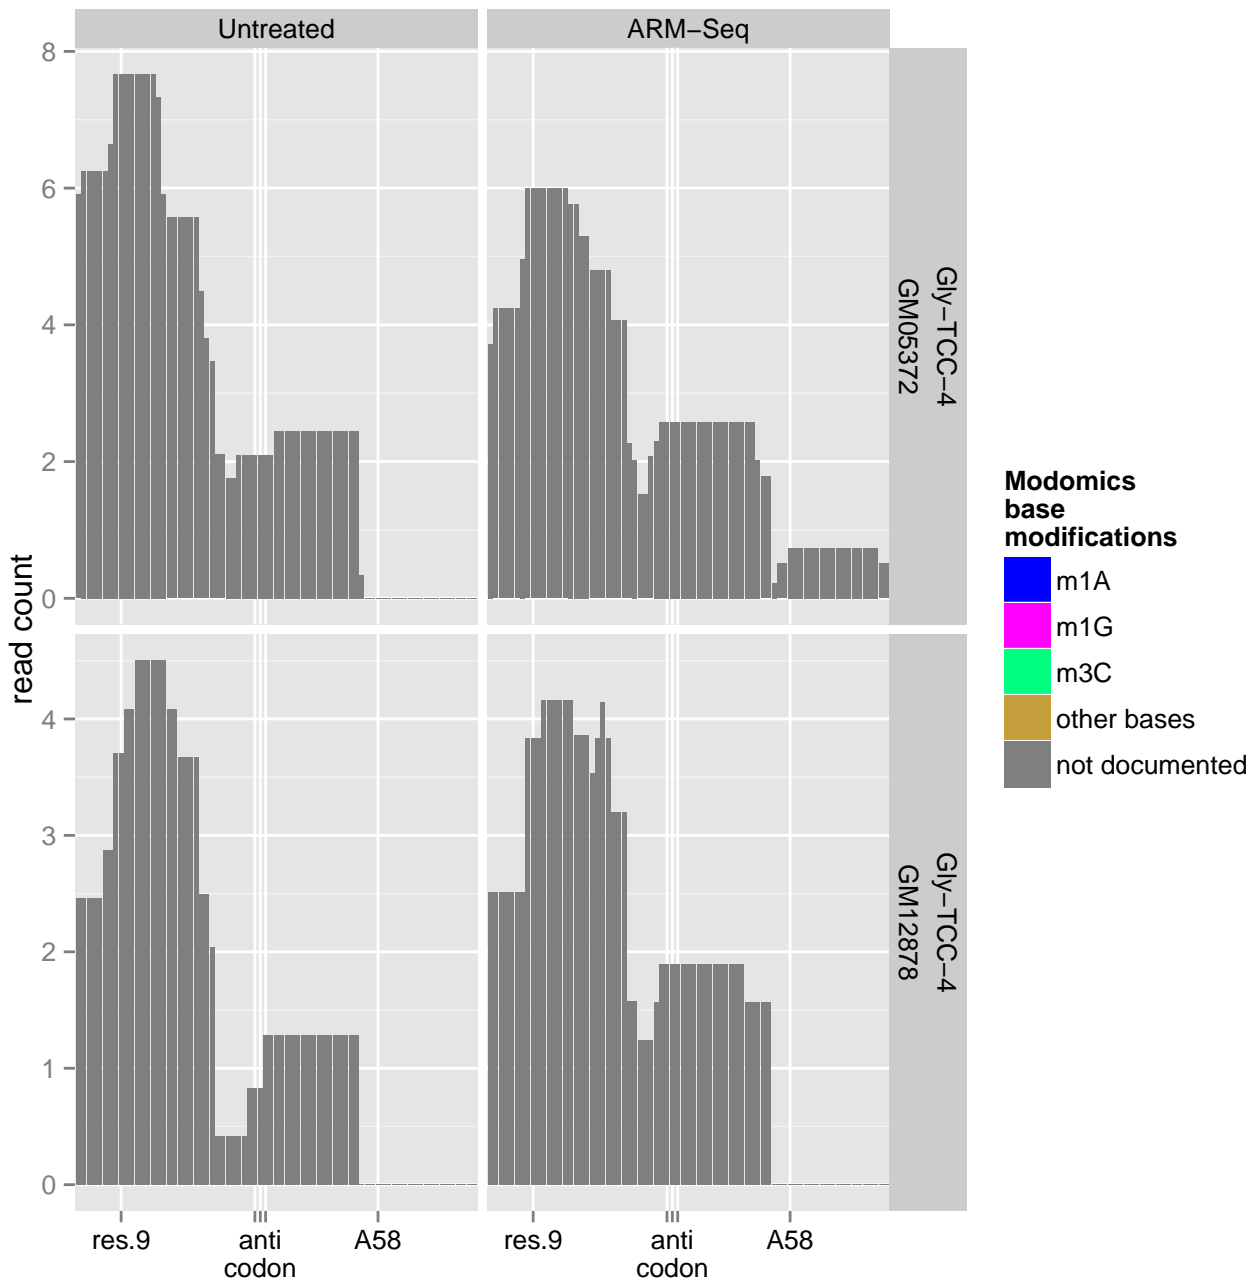 Untreated
ARM−Seq
8
6
4
2
0
Gly−TCC−4
GM05372
read count
4
3
2
1
0
Gly−TCC−4
GM12878
res.9
anti
codon
A58
res.9
anti
codon
A58
Modomics
base
modifications
m1A
m1G
m3C
other bases
not documented